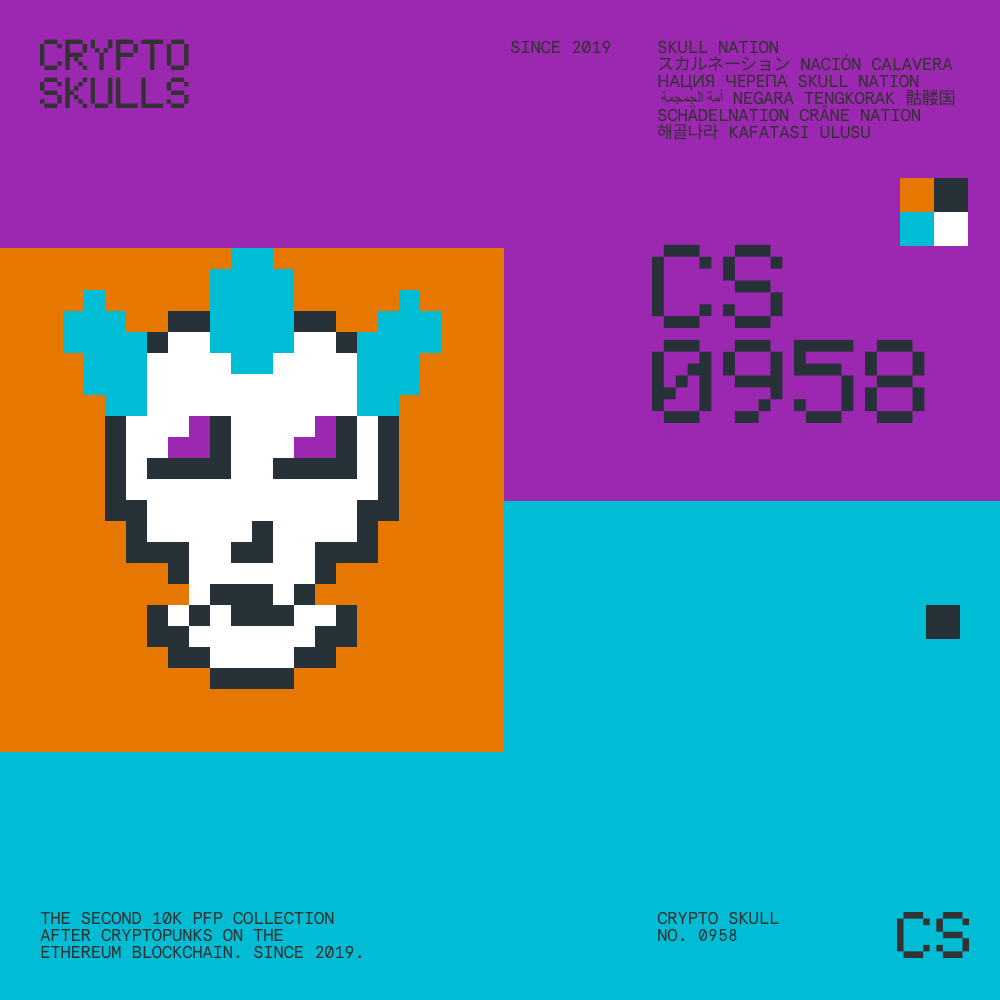 CRYPTO
SKULLS
SINCE 2019
SKULL NATION
スカルネーション NACIÓN CALAVERA
НАЦИЯ ЧЕРЕПА SKULL NATION
أمة الجمجمة NEGARA TENGKORAK 骷髅国
SCHÄDELNATION CRÂNE NATION
해골나라 KAFATASI ULUSU
CS
0958
THE SECOND 10K PFP COLLECTION
AFTER CRYPTOPUNKS ON THE
ETHEREUM BLOCKCHAIN. SINCE 2019.
CRYPTO SKULL
NO. 0958
CS